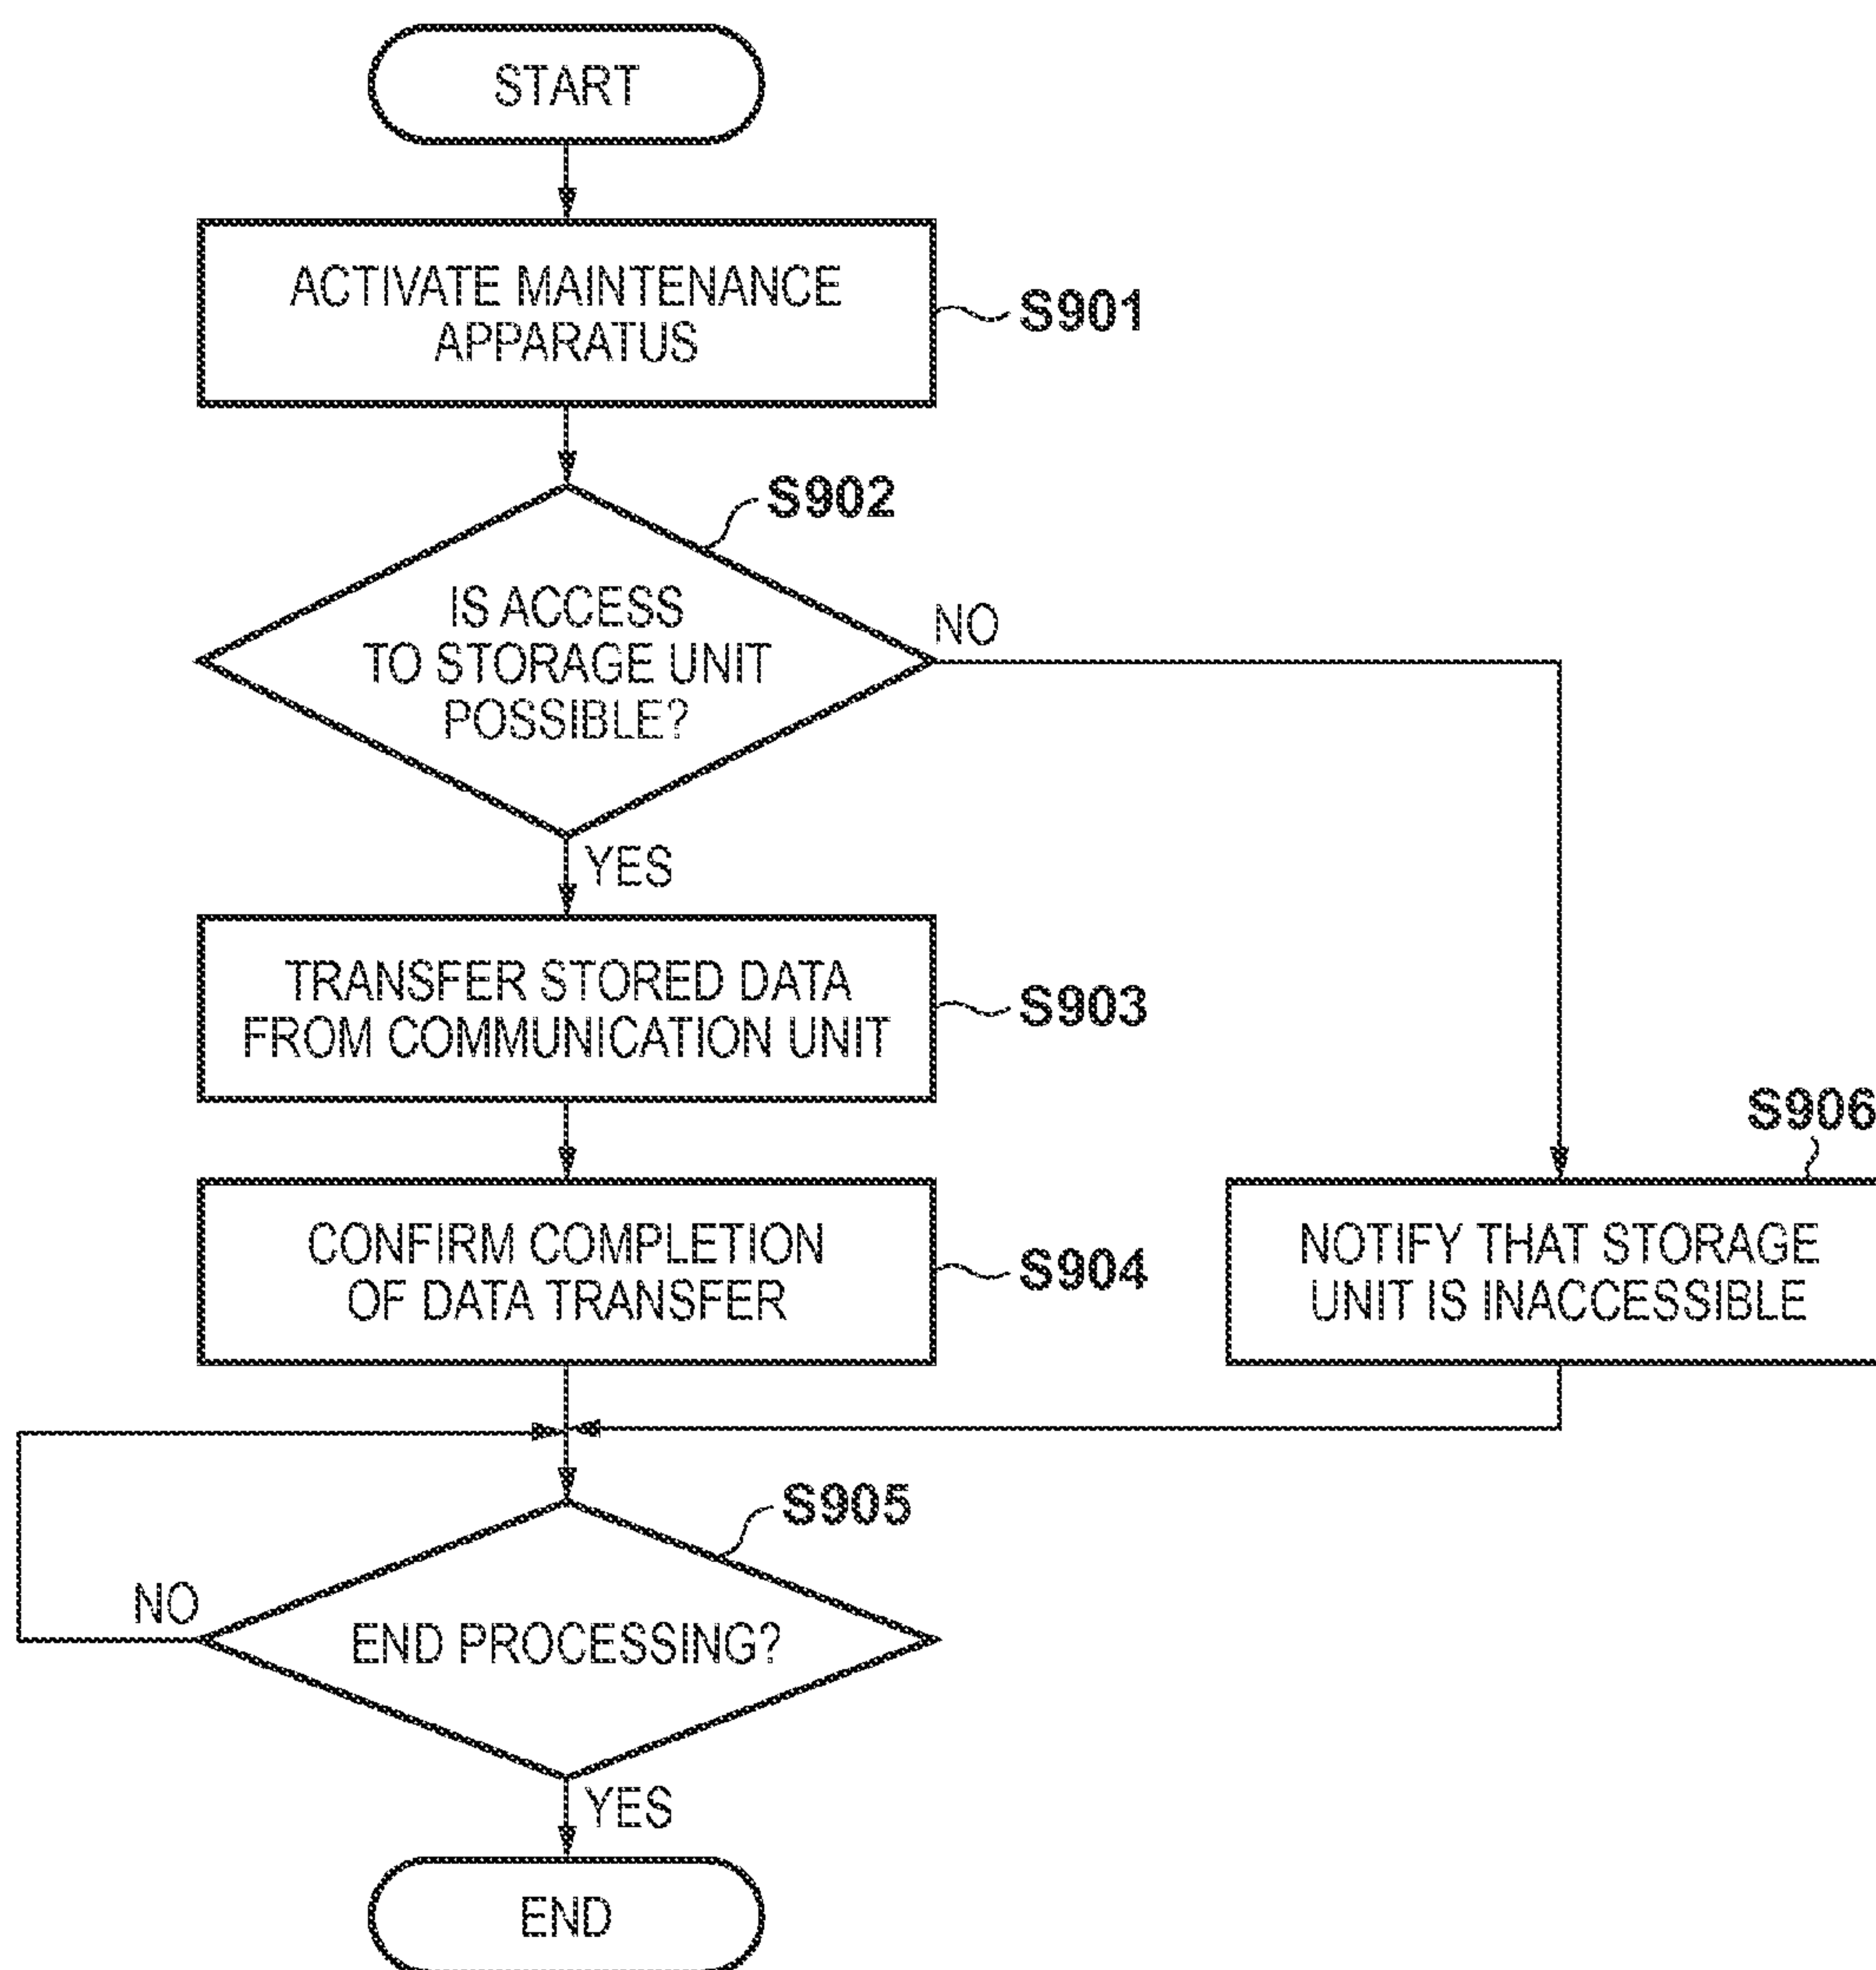 START
ACTIVATE MAINTENANCE
APPARATUS
S901
S902
IS ACCESS
TO STORAGE UNIT
POSSIBLE?
NO
YES
TRANSFER STORED DATA
FROM COMMUNICATION UNIT
S903
S906
CONFIRM COMPLETION
OF DATA TRANSFER
S904
NOTIFY THAT STORAGE
UNIT IS INACCESSIBLE
S905
NO
END PROCESSING?
YES
END